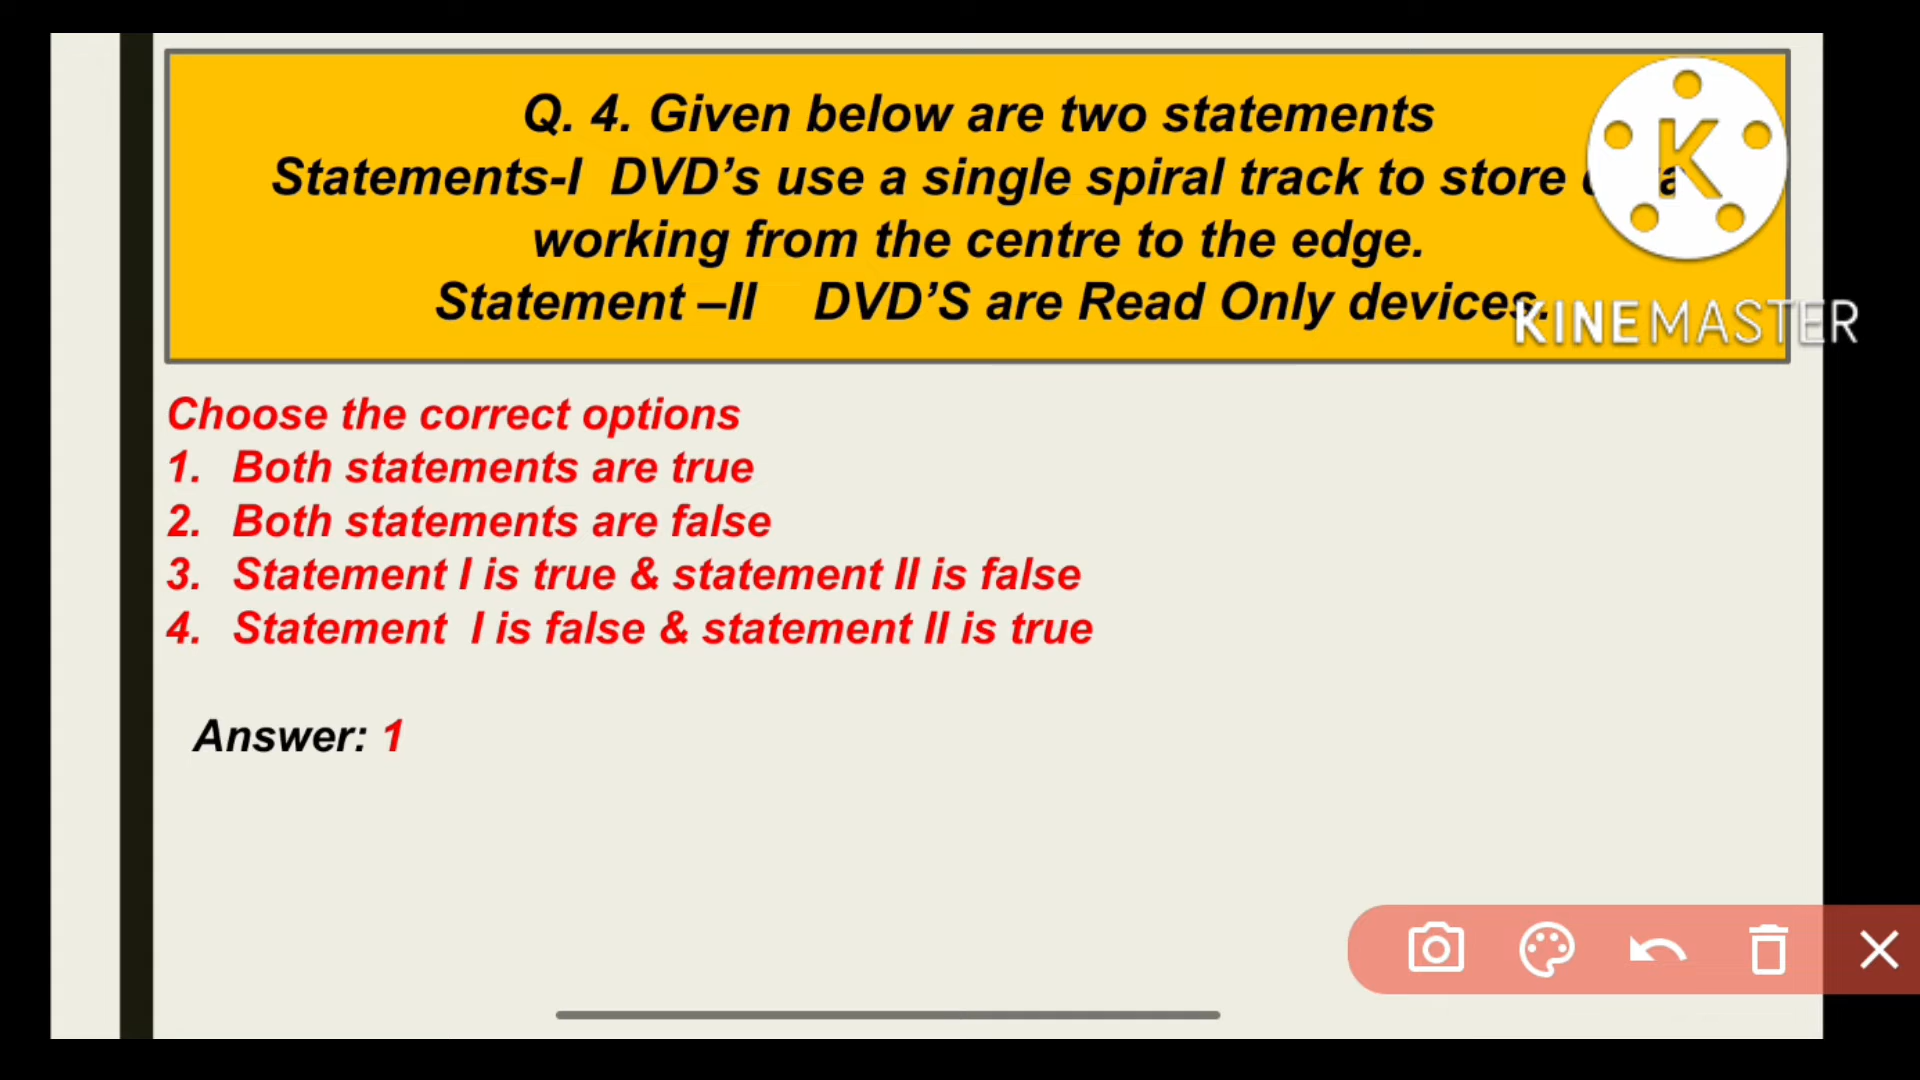 Q. 4. Given below are two statements
Statements-I DVD’s use a single spiral track to store
working from the centre to the edge.
Statement –II DVD’S are Read Only devices.
K
KINEMASTER
Choose the correct options
1. Both statements are true
2. Both statements are false
3. Statement I is true & statement II is false
4. Statement I is false & statement II is true
Answer: 1